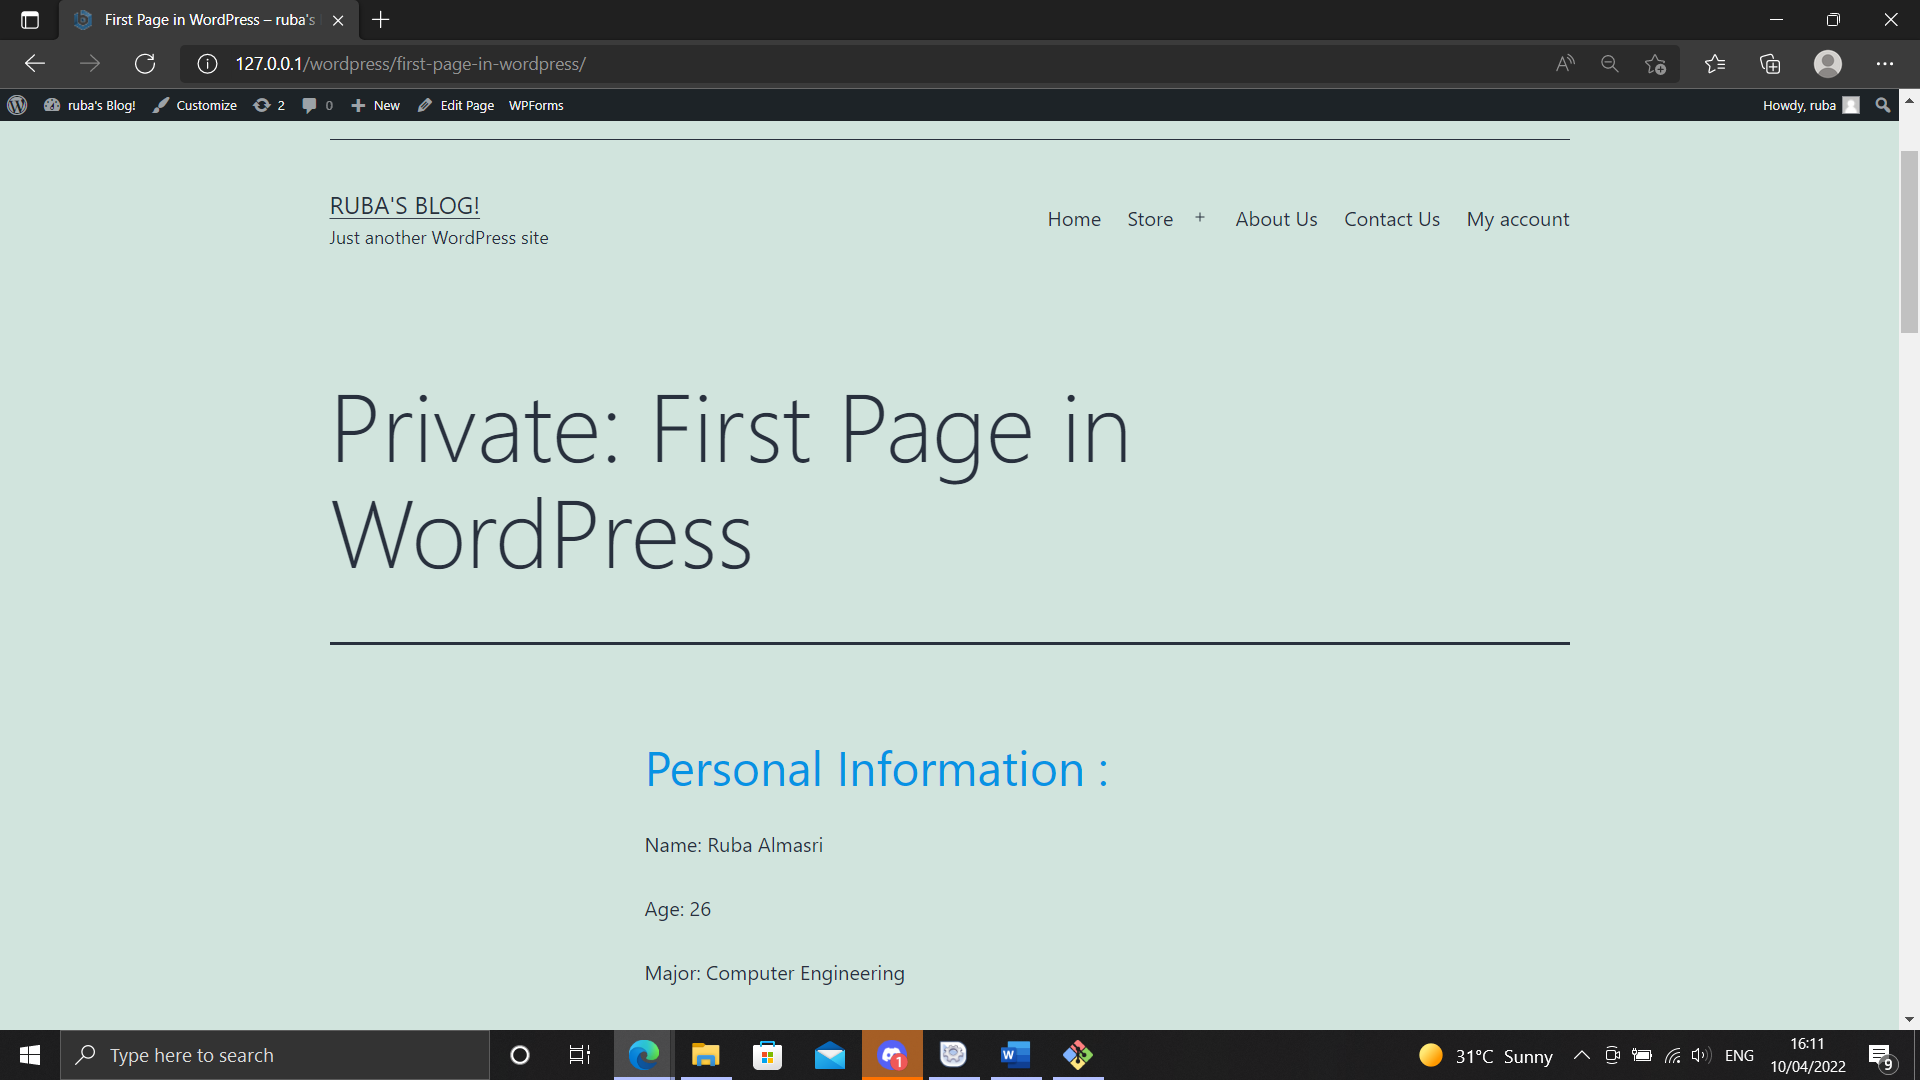 First Page in WordPress – ruba's
127.0.0.1/wordpress/first-page-in-wordpress/
ruba's Blog! Customize 2 0 New Edit Page WPForms Howdy, ruba
RUBA'S BLOG!
Just another WordPress site
Home Store + About Us Contact Us My account
Private: First Page in
WordPress
Personal Information :
Name: Ruba Almasri
Age: 26
Major: Computer Engineering
Type here to search
1
W
31°C Sunny
ENG
16:11
10/04/2022
9